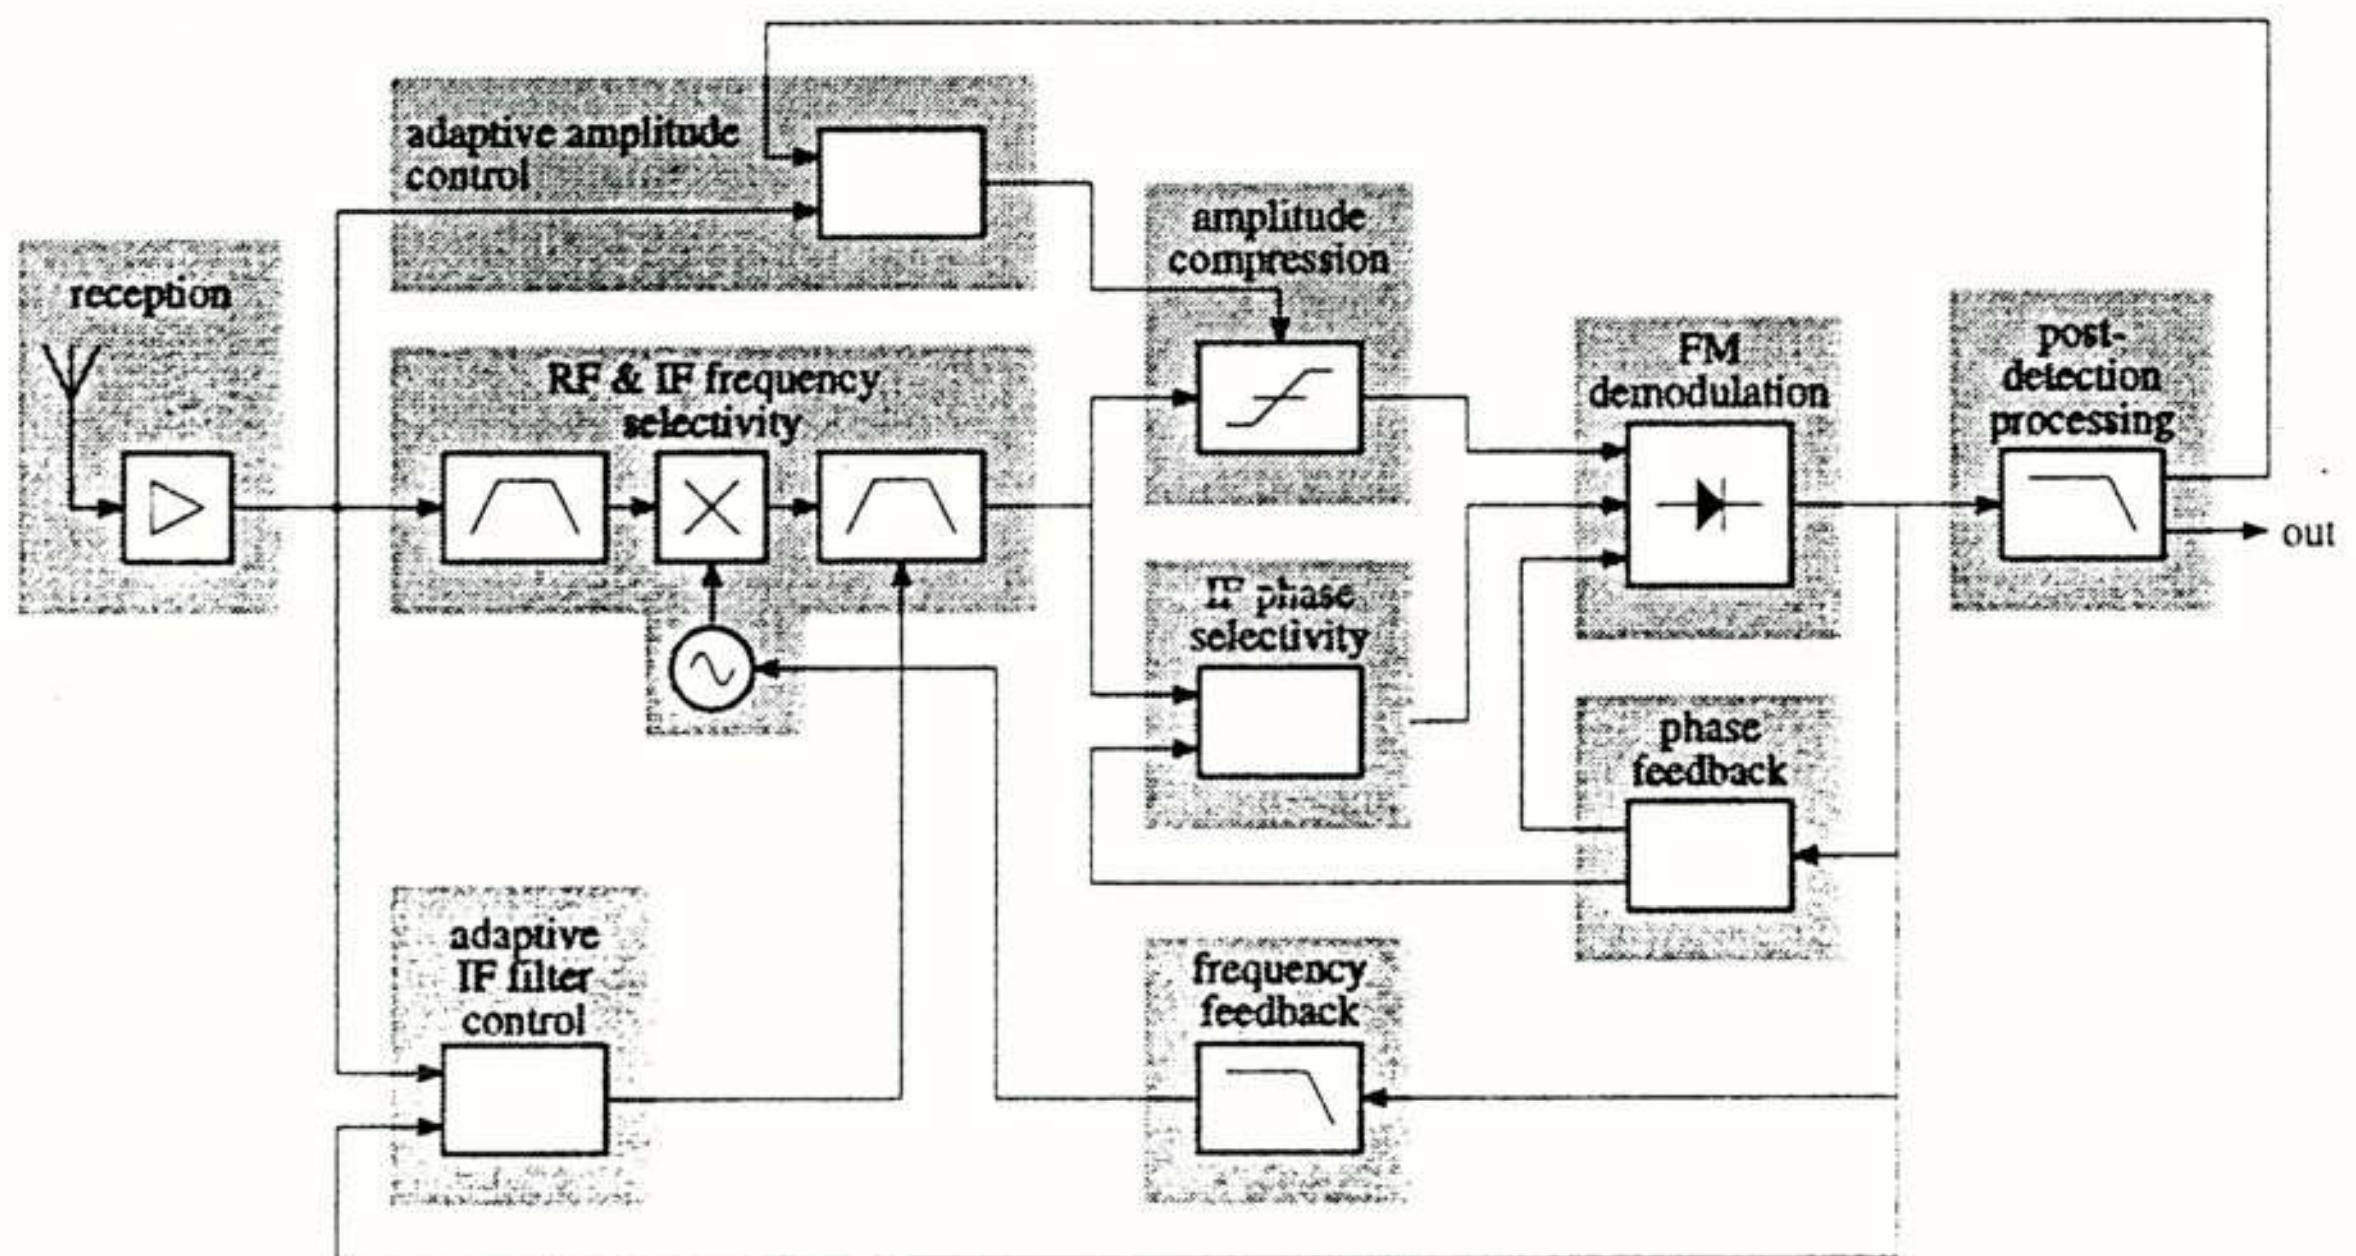 adaptive amplitude
control
reception
amplitude
compression
RF & IF frequency
selectivity
FM
demodulation
post-
detection
processing
out
IF phase
selectivity
phase
feedback
adaptive
IF filter
control
frequency
feedback